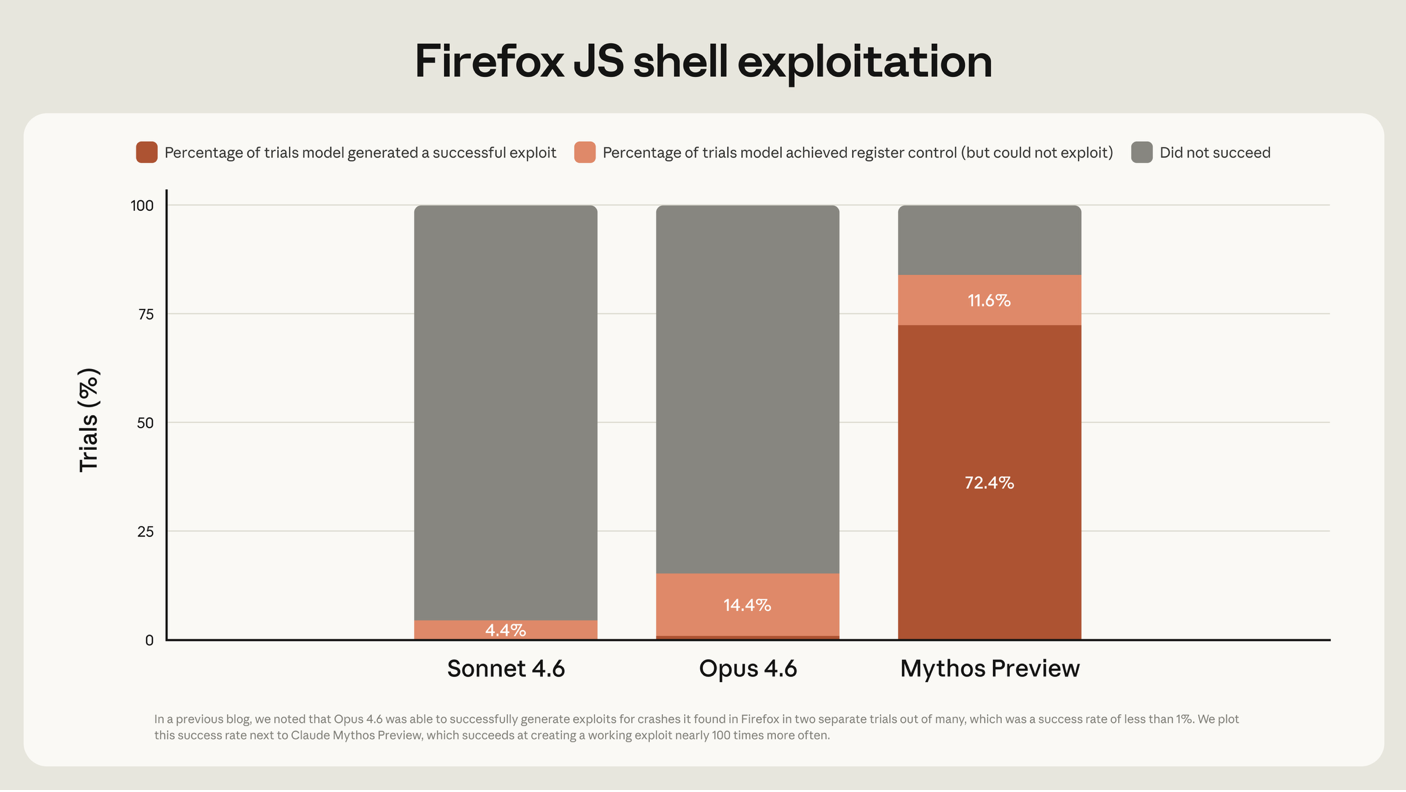 Firefox JS shell exploitation
Percentage of trials model generated a successful exploit
Percentage of trials model achieved register control (but could not exploit)
Did not succeed
100
75
50
25
0
Trials (%)
4.4%
14.4%
11.6%
72.4%
Sonnet 4.6
Opus 4.6
Mythos Preview
In a previous blog, we noted that Opus 4.6 was able to successfully generate exploits for crashes it found in Firefox in two separate trials out of many, which was a success rate of less than 1%. We plot
this success rate next to Claude Mythos Preview, which succeeds at creating a working exploit nearly 100 times more often.